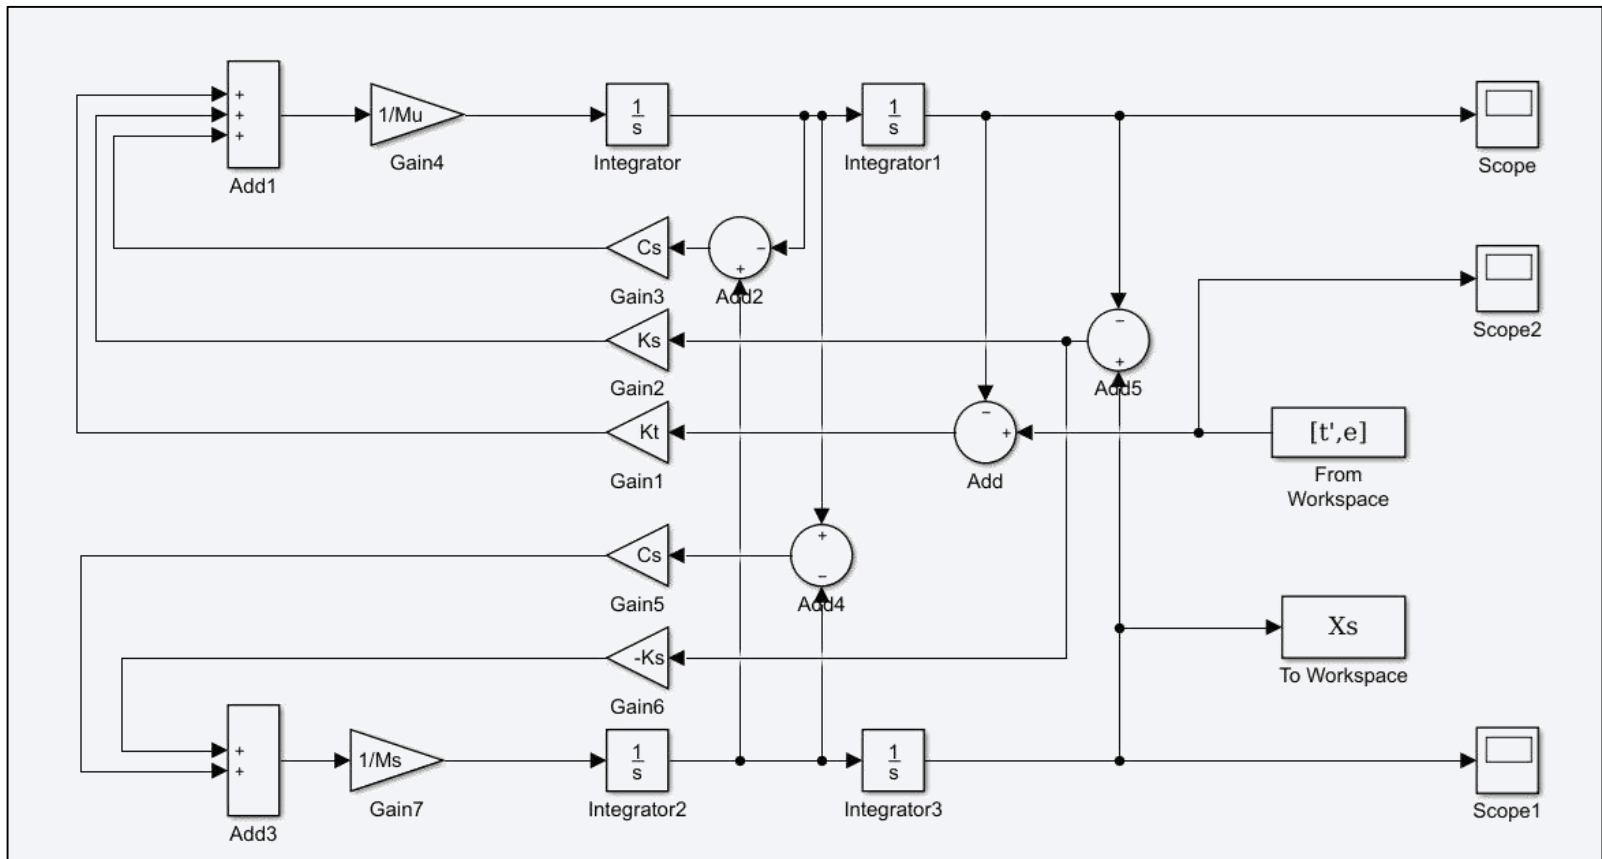 +
+
+
Add1
1/Mu
Gain4
1
s
Integrator
1
s
Integrator1
Scope
Cs
Gain3
−
+
Add2
Ks
Gain2
−
+
Add5
Scope2
Kt
Gain1
−
+
Add
[t',e]
From
Workspace
Cs
Gain5
+
−
Add4
-Ks
Gain6
Xs
To Workspace
+
+
Add3
1/Ms
Gain7
1
s
Integrator2
1
s
Integrator3
Scope1